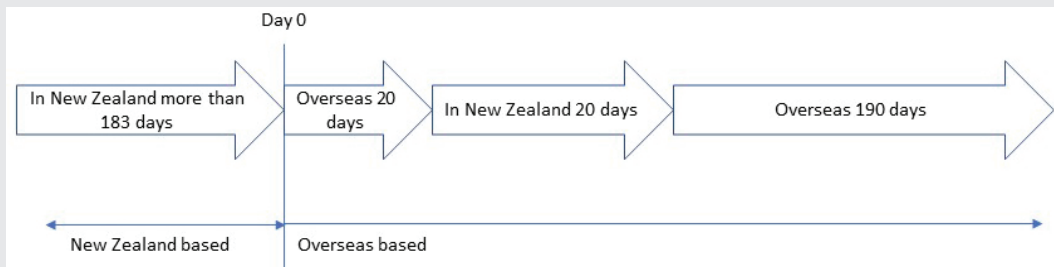 Day 0
In New Zealand more than
183 days
Overseas 20
days
In New Zealand 20 days
Overseas 190 days
New Zealand based
Overseas based